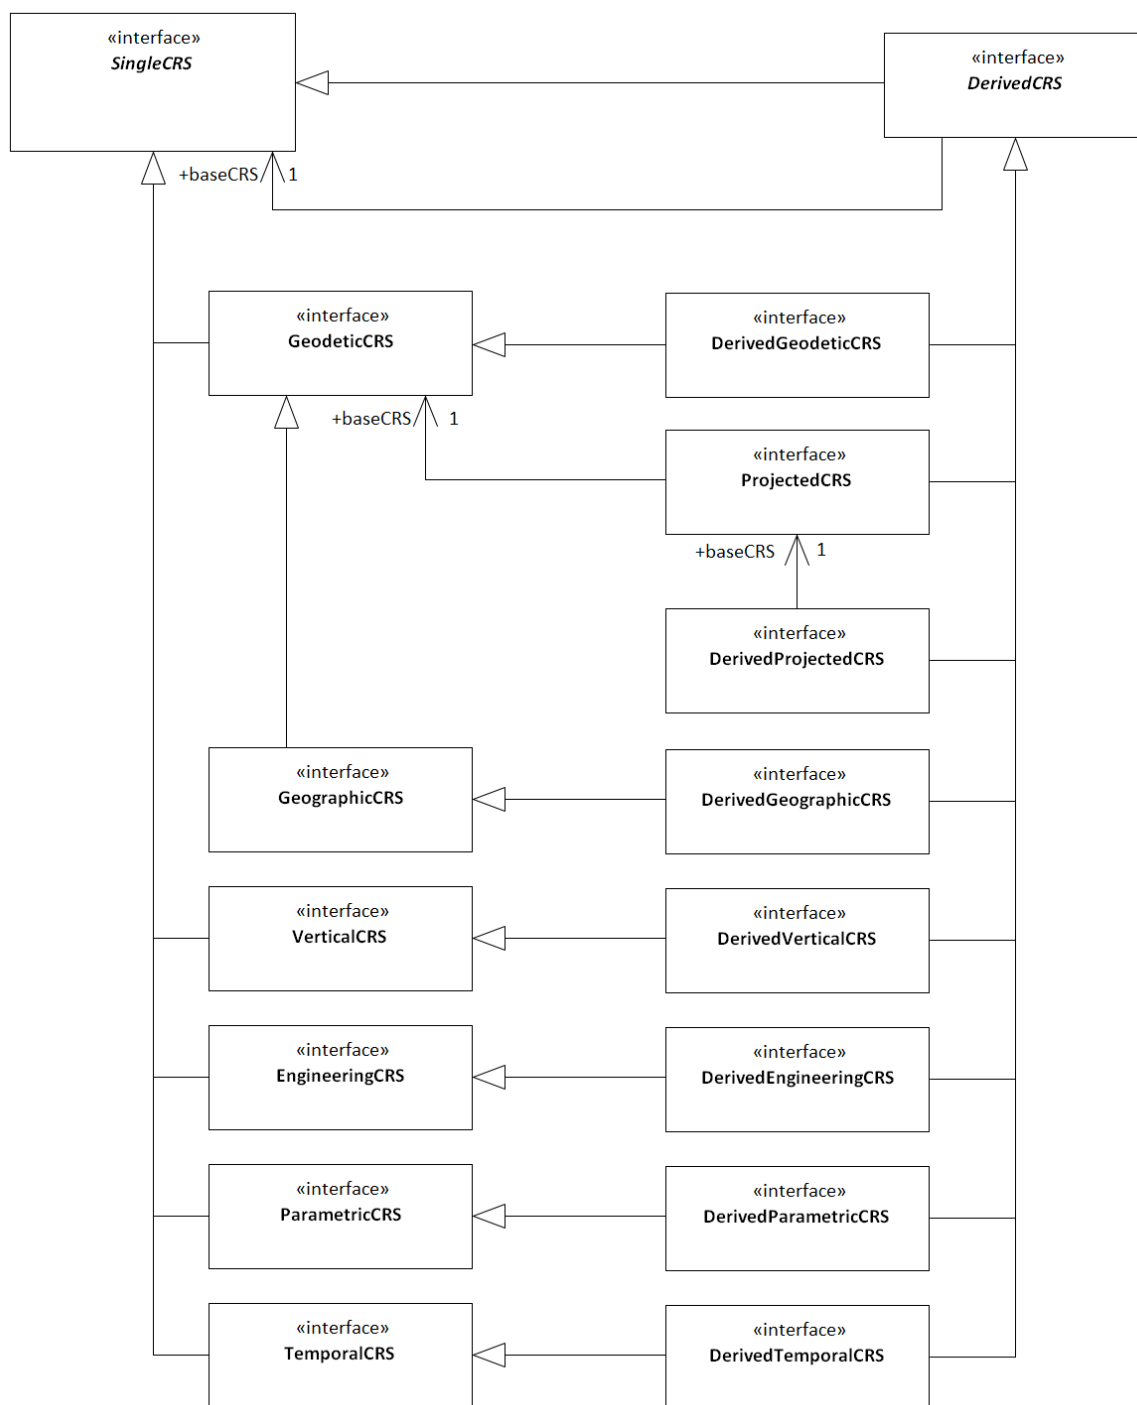 «interface»
SingleCRS
«interface»
DerivedCRS
+baseCRS
1
«interface»
GeodeticCRS
«interface»
DerivedGeodeticCRS
+baseCRS
1
«interface»
ProjectedCRS
+baseCRS
1
«interface»
DerivedProjectedCRS
«interface»
GeographicCRS
«interface»
DerivedGeographicCRS
«interface»
VerticalCRS
«interface»
DerivedVerticalCRS
«interface»
EngineeringCRS
«interface»
DerivedEngineeringCRS
«interface»
ParametricCRS
«interface»
DerivedParametricCRS
«interface»
TemporalCRS
«interface»
DerivedTemporalCRS